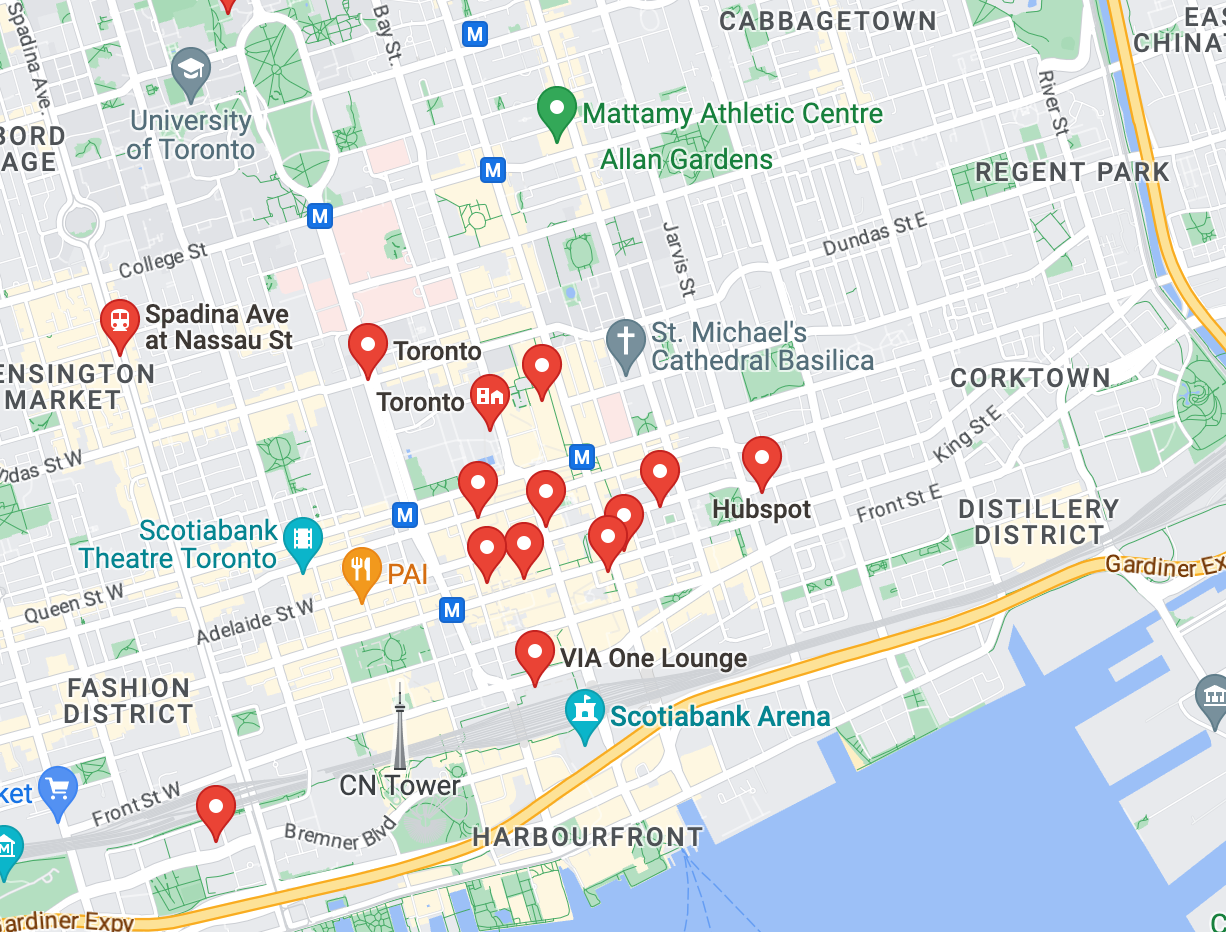 CABBAGETOWN
EAS
CHINAT
Spadina Ave.
Bay St.
M
River St
Mattamy Athletic Centre
University
of Toronto
BORD
AGE
Allan Gardens
M
REGENT PARK
M
College St
Jarvis St
Dundas St E
Spadina Ave
at Nassau St
St. Michael's
Cathedral Basilica
Toronto
ENSINGTON
MARKET
Toronto
CORKTOWN
King St E
das St W
M
Hubspot
Front St E
M
DISTILLERY
DISTRICT
Scotiabank
Theatre Toronto
PAI
Gardiner Ex
Queen St W
Adelaide St W
M
VIA One Lounge
FASHION
DISTRICT
Scotiabank Arena
CN Tower
ket
Front St W
Bremner Blvd
HARBOURFRONT
M
ardiner Expy
C